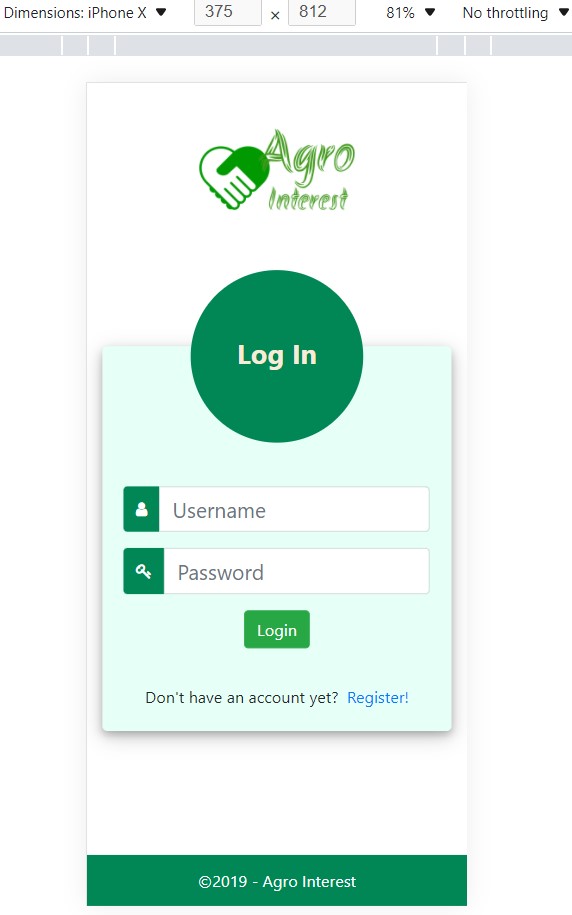 Dimensions: iPhone X 375 × 812 81% No throttling
Agro
Interest
Log In
Username
Password
Login
Don't have an account yet? Register!
©2019 - Agro Interest